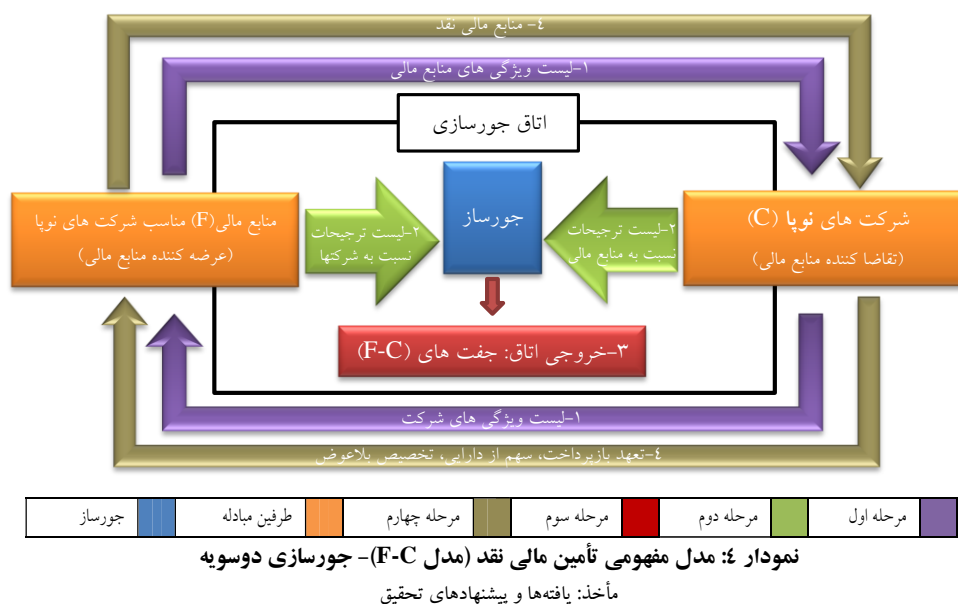 ٤- منابع مالی نقد
۱-لیست ویژگی های منابع مالی
اتاق جورسازی
شرکت های نوپا (C)
(تقاضا کننده منابع مالی)
۲-لیست ترجیحات
نسبت به منابع مالی
جورساز
۲-لیست ترجیحات
نسبت به شرکتها
منابع مالی(F) مناسب شرکت های نوپا
(عرضه کننده منابع مالی)
۳-خروجی اتاق: جفت های (F-C)
۱-لیست ویژگی های شرکت
٤-تعهد بازپرداخت، سهم از دارایی، تخصیص بلاعوض
مرحله اول
مرحله دوم
مرحله سوم
مرحله چهارم
طرفین مبادله
جورساز
نمودار ٤: مدل مفهومی تأمین مالی نقد (مدل F-C)- جورسازی دوسویه
مأخذ: یافته‌ها و پیشنهادهای تحقیق